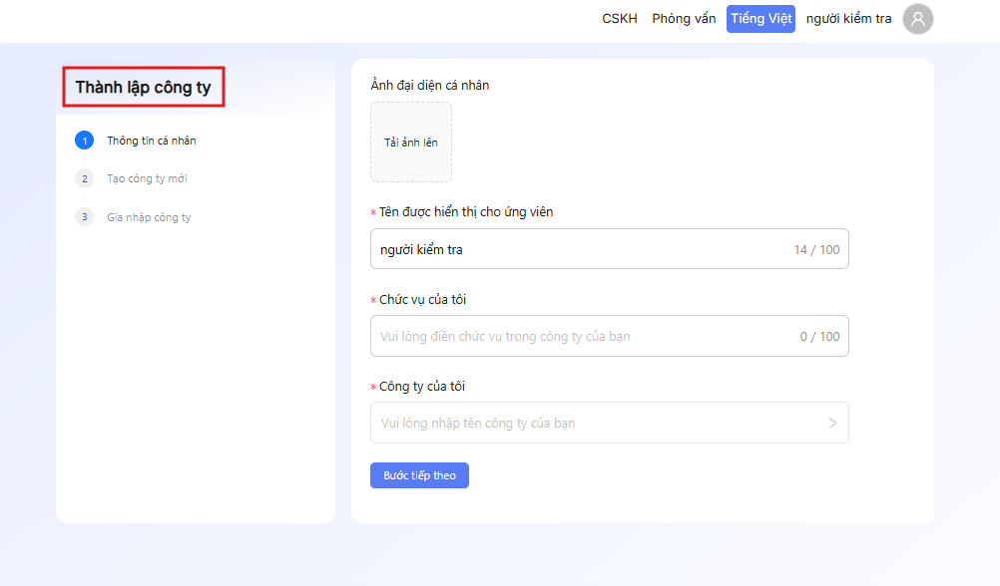 CSKH Phỏng vấn Tiếng Việt người kiểm tra
Thành lập công ty
1 Thông tin cá nhân
2 Tạo công ty mới
3 Gia nhập công ty
Ảnh đại diện cá nhân
Tải ảnh lên
* Tên được hiển thị cho ứng viên
người kiểm tra 14 / 100
* Chức vụ của tôi
Vui lòng điền chức vụ trong công ty của bạn 0 / 100
* Công ty của tôi
Vui lòng nhập tên công ty của bạn
Bước tiếp theo